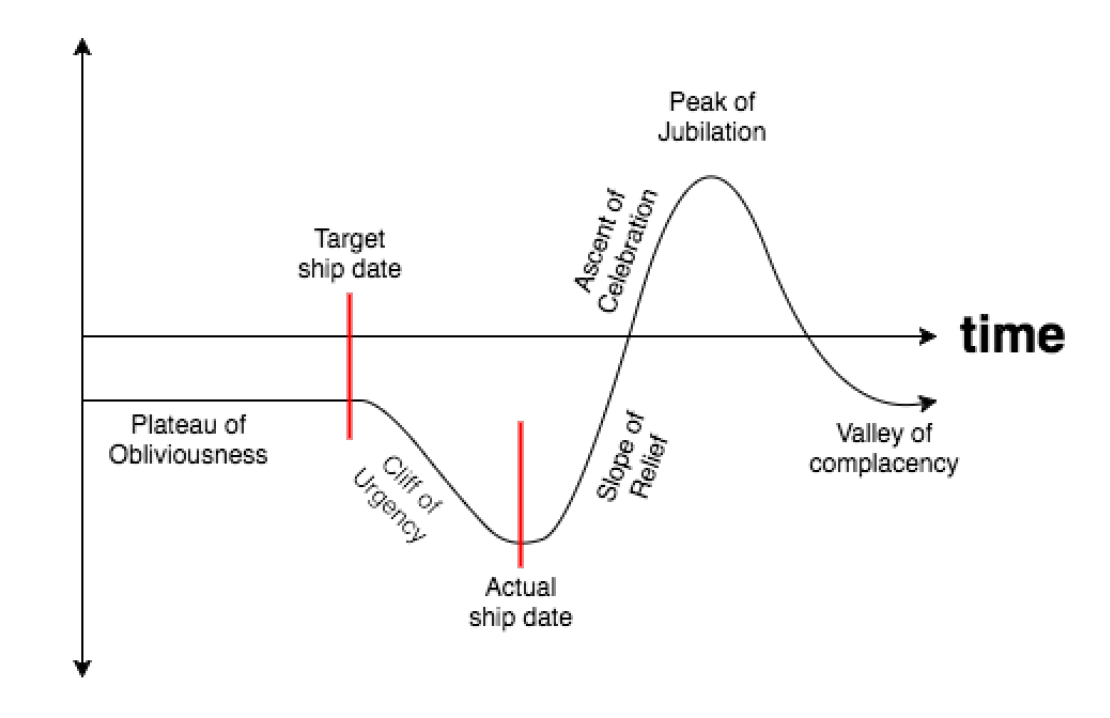 Peak of
Jubilation
Ascent of
Celebration
Target
ship date
time
Plateau of
Obliviousness
Cliff of
Urgency
Slope of
Relief
Valley of
complacency
Actual
ship date